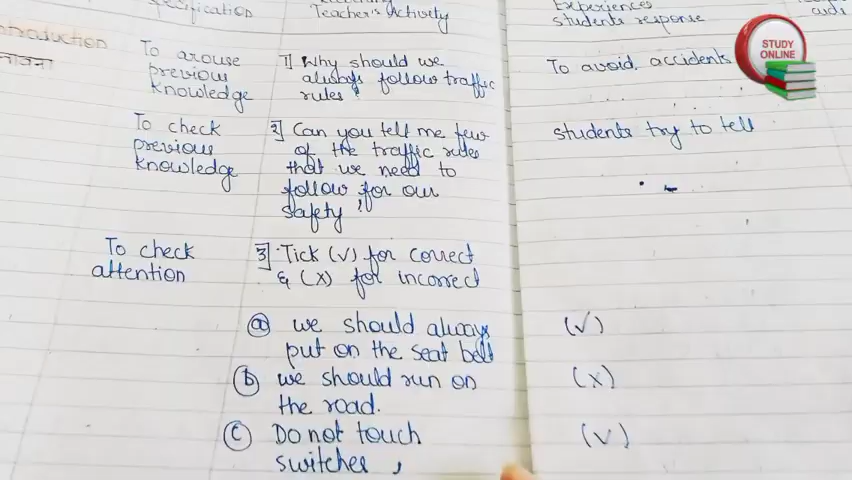 Teacher's Activity
Experiences
students response
Introduction
To arouse
previous
knowledge
1] Why should we
always follow traffic
rules ?
To avoid accidents
STUDY
ONLINE
To check
previous
knowledge
2] Can you tell me few
of the traffic rules
that we need to
follow for our
safety ?
students try to tell
To check
attention
3] Tick (√) for correct
& (X) for incorrect
(a) we should always
put on the seat belt
(√)
(b) we should run on
the road.
(X)
(c) Do not touch
switches ,
(√)